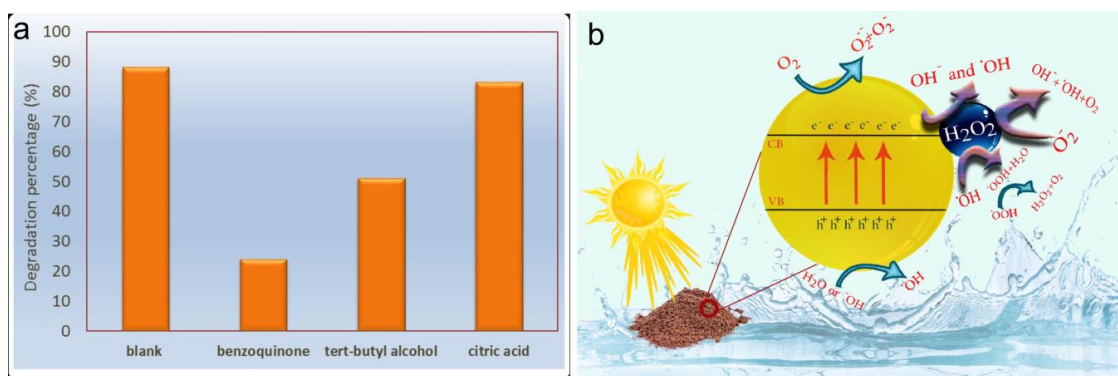 a
Degradation percentage (%)
100
90
80
70
60
50
40
30
20
10
0
blank
benzoquinone
tert-butyl alcohol
citric acid
b
O₂
O₂˙⁻+O₂⁻
OH⁻ and ˙OH
OH⁻+˙OH+O₂
H₂O₂
O₂⁻
e⁻ e⁻ e⁻ e⁻ e⁻ e⁻
CB
˙OOH+H₂O
˙OH
H₂O₂+O₂
˙OOH
VB
h⁺ h⁺ h⁺ h⁺ h⁺ h⁺
H₂O or ˙OH
˙OH